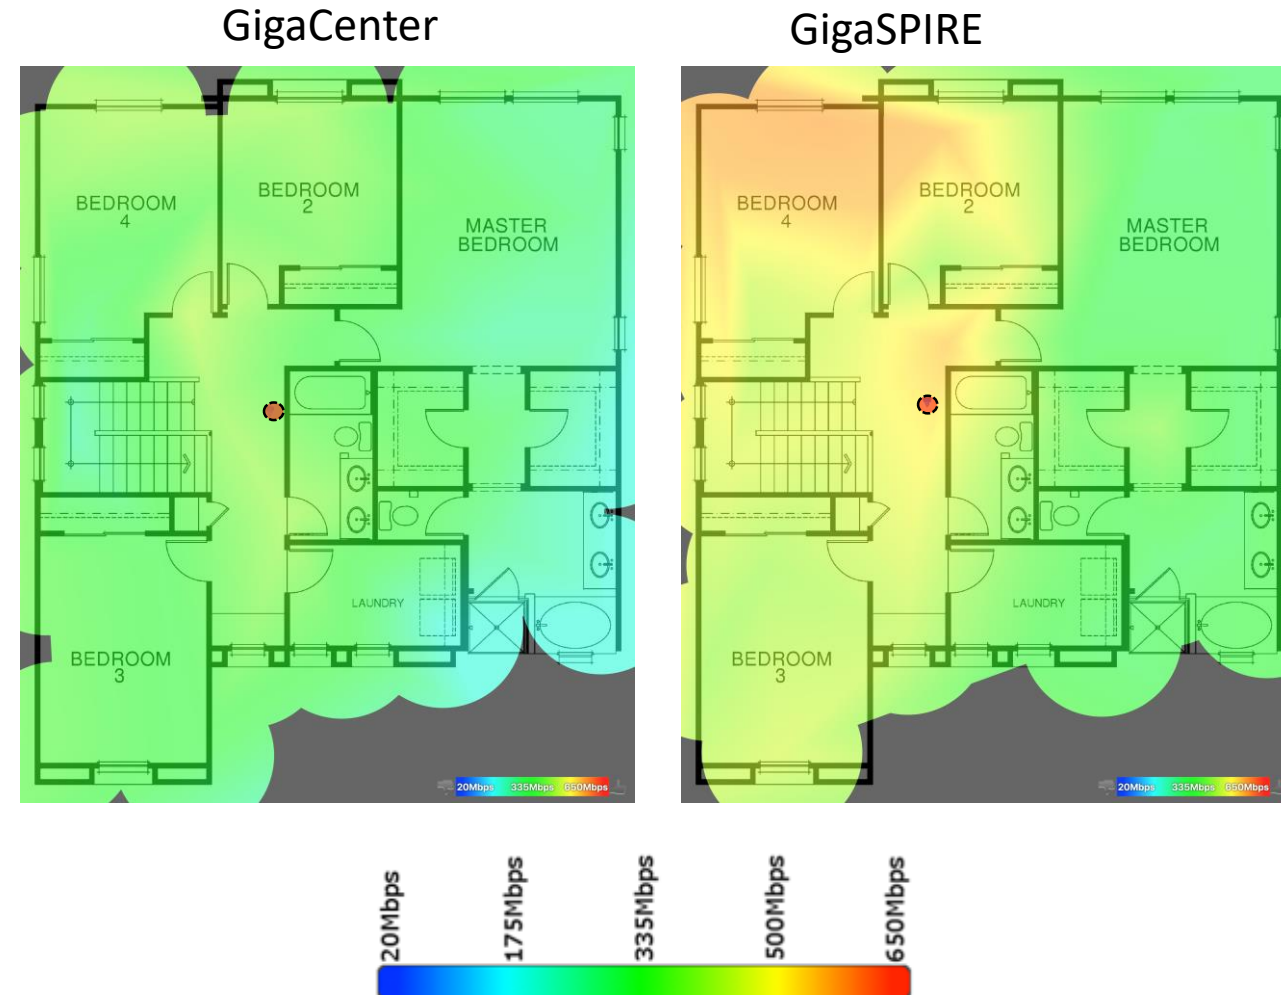 GigaCenter
GigaSPIRE
BEDROOM
4
BEDROOM
2
MASTER
BEDROOM
LAUNDRY
BEDROOM
3
20Mbps 335Mbps 650Mbps
BEDROOM
4
BEDROOM
2
MASTER
BEDROOM
LAUNDRY
BEDROOM
3
20Mbps 335Mbps 650Mbps
20Mbps
175Mbps
335Mbps
500Mbps
650Mbps